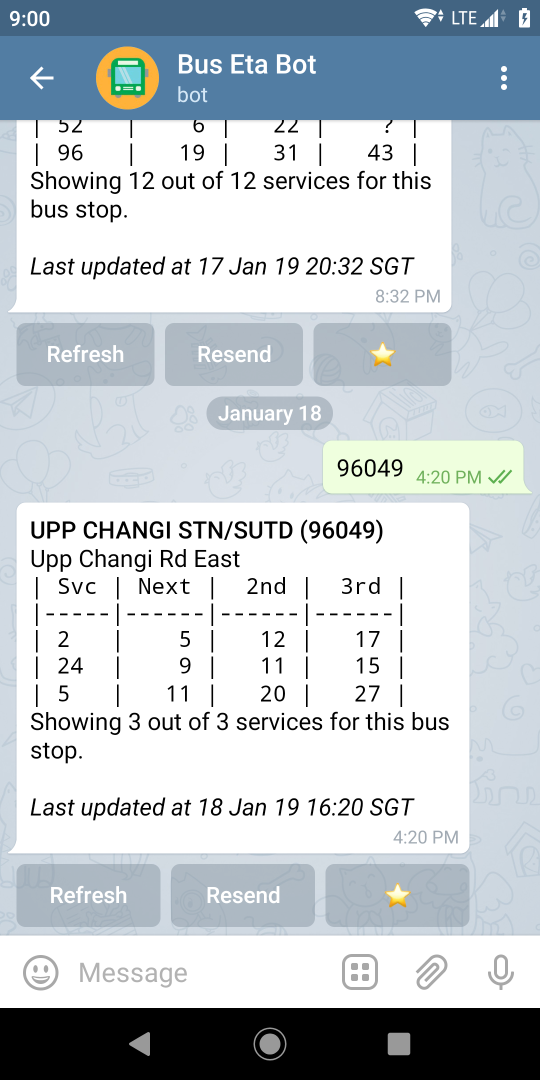 9:00
LTE
Bus Eta Bot
bot
| 52 | 6 | 22 | ? |
| 96 | 19 | 31 | 43 |
Showing 12 out of 12 services for this
bus stop.
Last updated at 17 Jan 19 20:32 SGT
8:32 PM
Refresh Resend
January 18
96049 4:20 PM
UPP CHANGI STN/SUTD (96049)
Upp Changi Rd East
| Svc | Next | 2nd | 3rd |
|-----|------|------|------|
| 2 | 5 | 12 | 17 |
| 24 | 9 | 11 | 15 |
| 5 | 11 | 20 | 27 |
Showing 3 out of 3 services for this bus
stop.
Last updated at 18 Jan 19 16:20 SGT
4:20 PM
Refresh Resend
Message